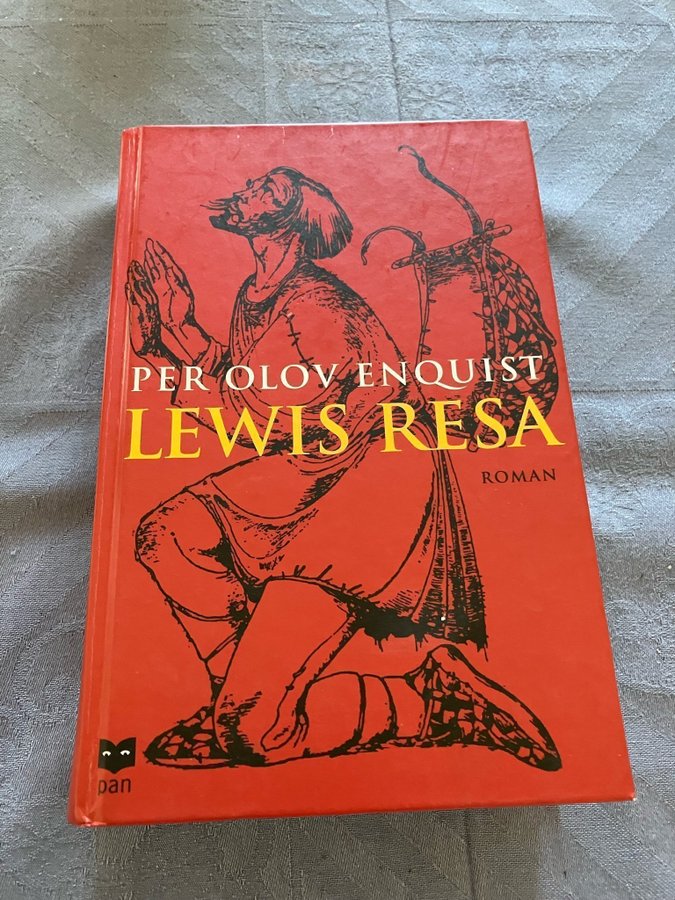 PER OLOV ENQUIST
LEWIS RESA
ROMAN
pan